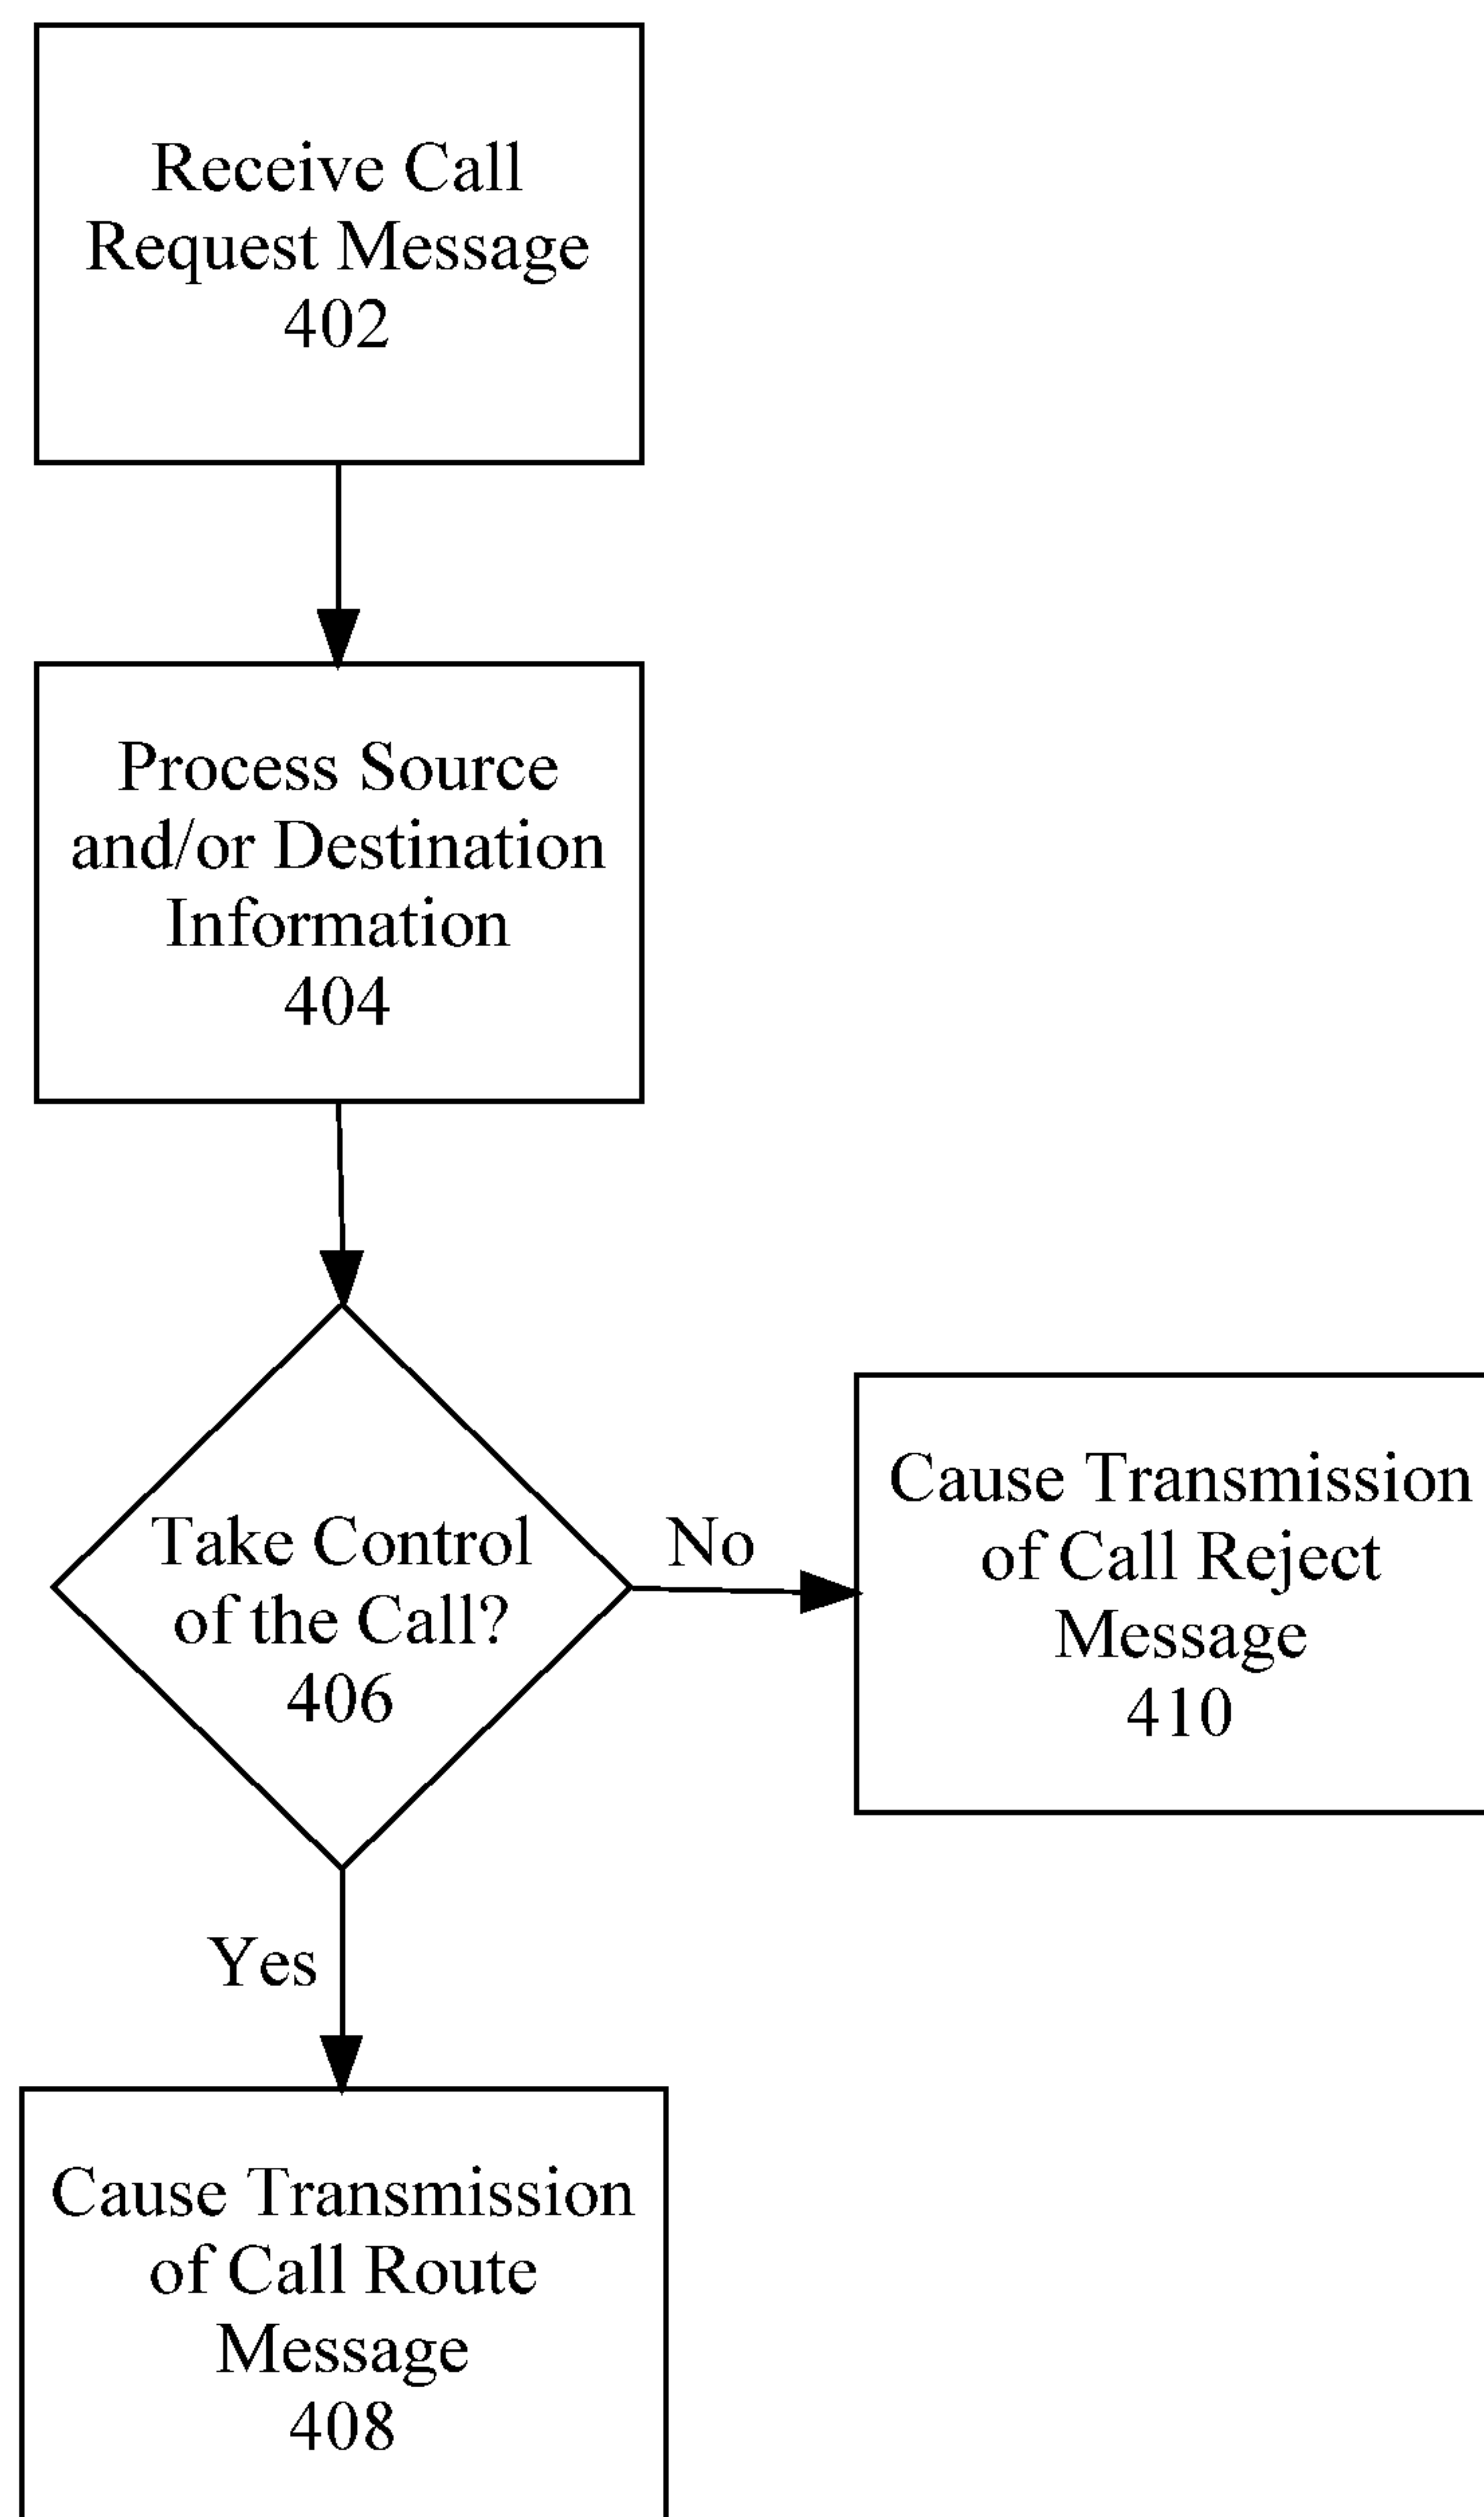 Receive Call
Request Message
402
Process Source
and/or Destination
Information
404
Take Control
of the Call?
406
No
Cause Transmission
of Call Reject
Message
410
Yes
Cause Transmission
of Call Route
Message
408